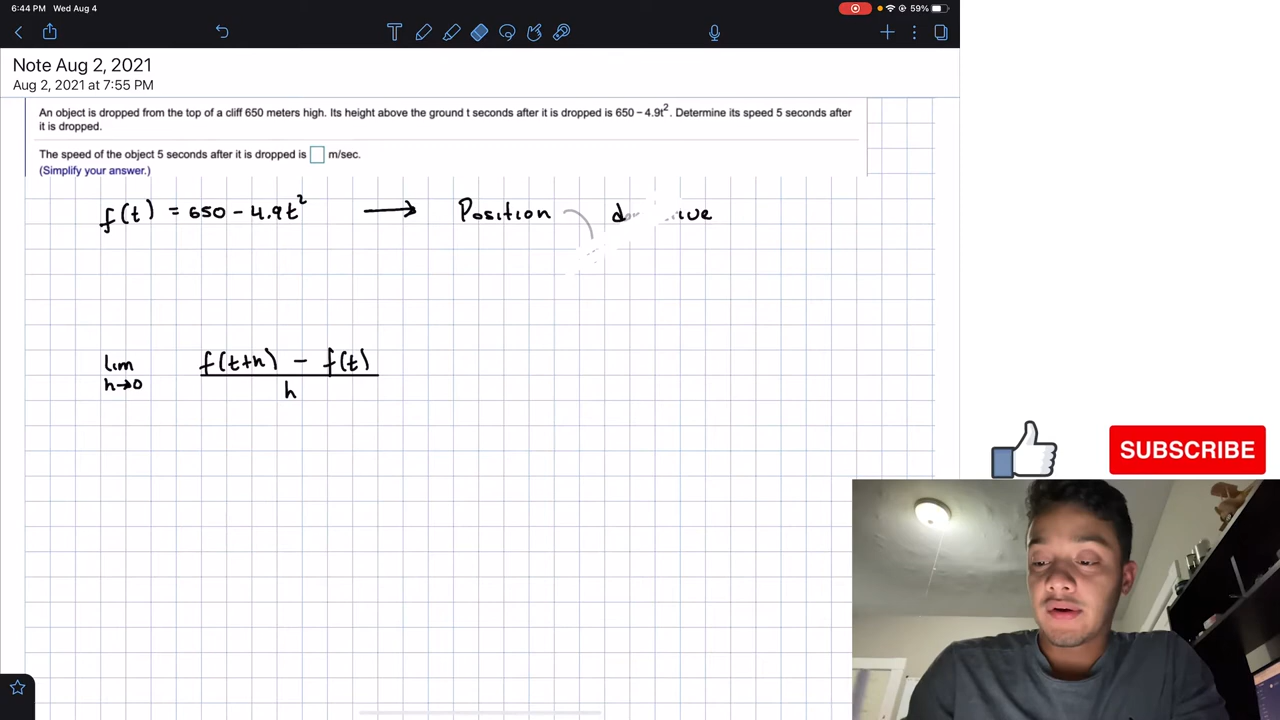 6:44 PM Wed Aug 4
59%
Note Aug 2, 2021
Aug 2, 2021 at 7:55 PM
An object is dropped from the top of a cliff 650 meters high. Its height above the ground t seconds after it is dropped is 650 − 4.9t². Determine its speed 5 seconds after
it is dropped.
The speed of the object 5 seconds after it is dropped is □ m/sec.
(Simplify your answer.)
f(t) = 650 − 4.9t² → Position
lim f(t+h) − f(t)
h→0 h
SUBSCRIBE